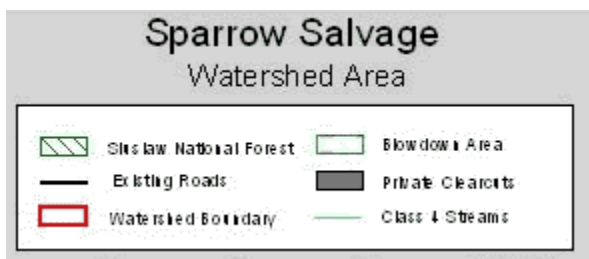 Sparrow Salvage
Watershed Area
Siuslaw National Forest
Blowdown Area
Existing Roads
Private Clearcuts
Watershed Boundary
Class 4 Streams